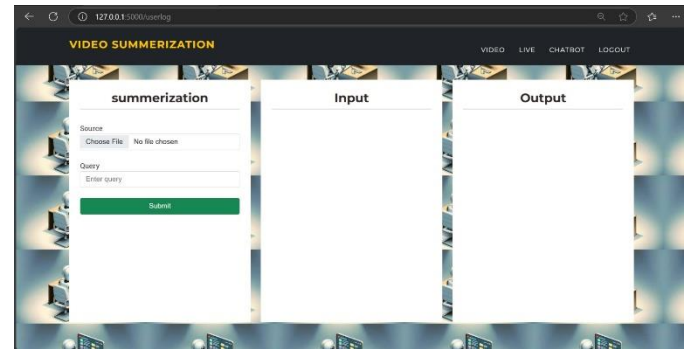 127.0.0.1:5000/userlog
VIDEO SUMMERIZATION
VIDEO LIVE CHATBOT LOGOUT
summerization
Source
Choose File No file chosen
Query
Enter query
Submit
Input
Output